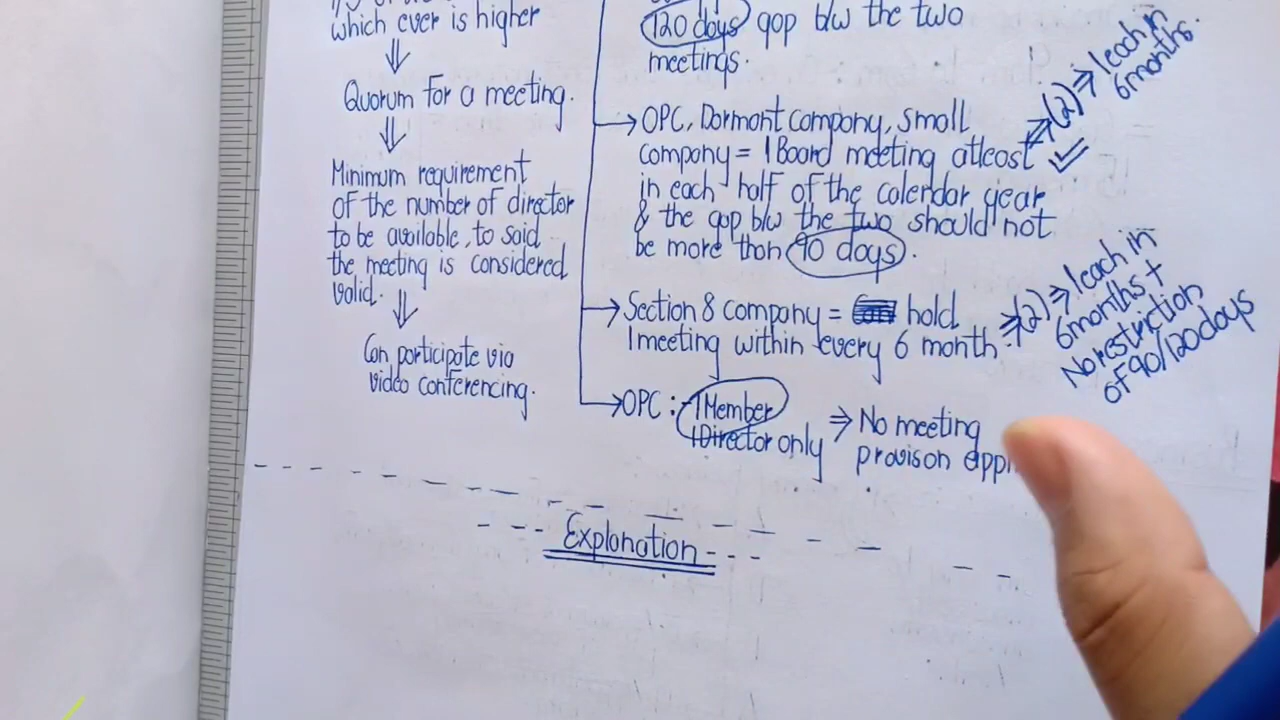 which ever is higher
Quorum for a meeting.
Minimum requirement
of the number of director
to be available, to said
the meeting is considered
valid.
Can participate via
video conferencing.
120 days gap b/w the two
meetings.
OPC, Dormant company, small
company = 1 Board meeting atleast
in each half of the calendar year
& the gap b/w the two should not
be more than 90 days.
⇒ (2) ⇒ 1 each in
6 months.
Section 8 company = hold
1 meeting within every 6 month.
⇒ (2) ⇒ 1 each in
6 months +
No restriction
of 90/120 days
OPC :- 1 Member
1 Director only
⇒ No meeting
provison
Explanation